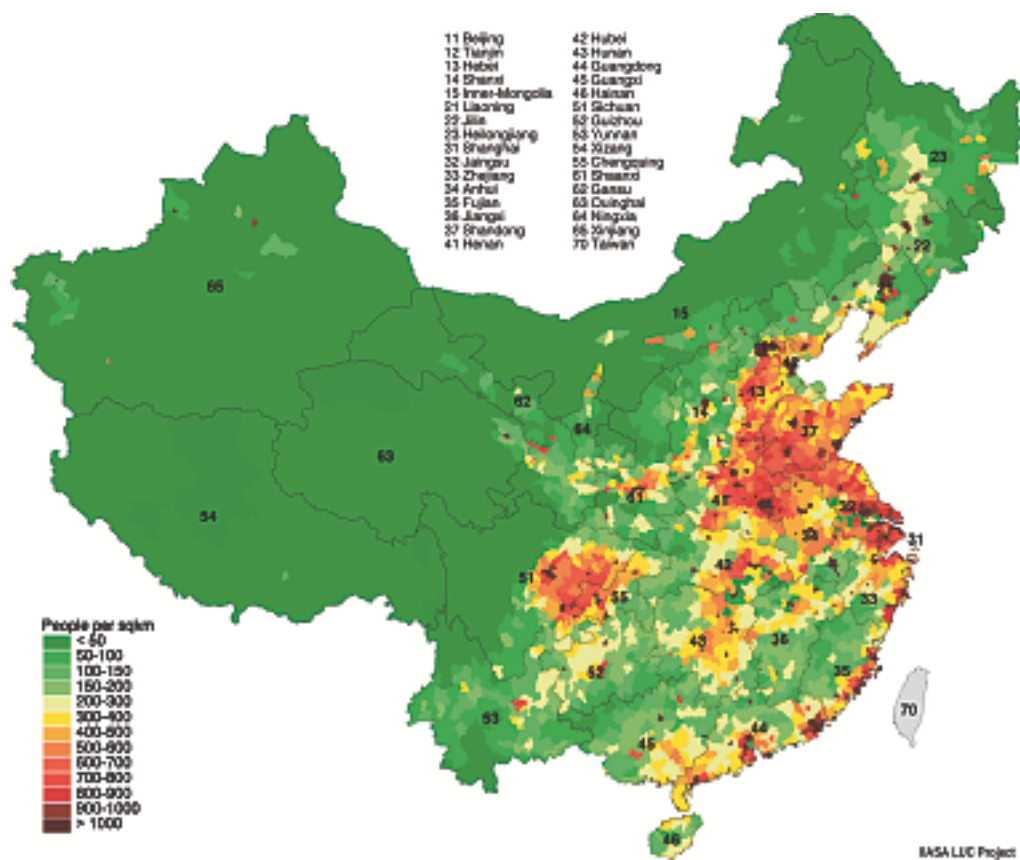 11 Beijing
12 Tianjin
13 Hebei
14 Shanxi
15 Inner-Mongolia
21 Liaoning
22 Jilin
23 Heilongjiang
31 Shanghai
32 Jaingsu
33 Zhejiang
34 Anhui
35 Fujian
36 Jiangxi
37 Shandong
41 Henan
42 Hubei
43 Hunan
44 Guangdong
45 Guangxi
46 Hainan
51 Sichuan
52 Guizhou
53 Yunnan
54 Xizang
55 Chengquing
61 Shaanxi
62 Gansu
63 Quinghai
64 Ningxia
65 Xinjiang
70 Taiwan
23
22
65
15
13
62
14
64
37
63
61
41
54
32
34
31
42
51
55
33
36
43
52
35
70
53
44
45
46
People per sqkm
< 50
50-100
100-150
150-200
200-300
300-400
400-500
500-600
600-700
700-800
800-900
900-1000
> 1000
IIASA LUC Project